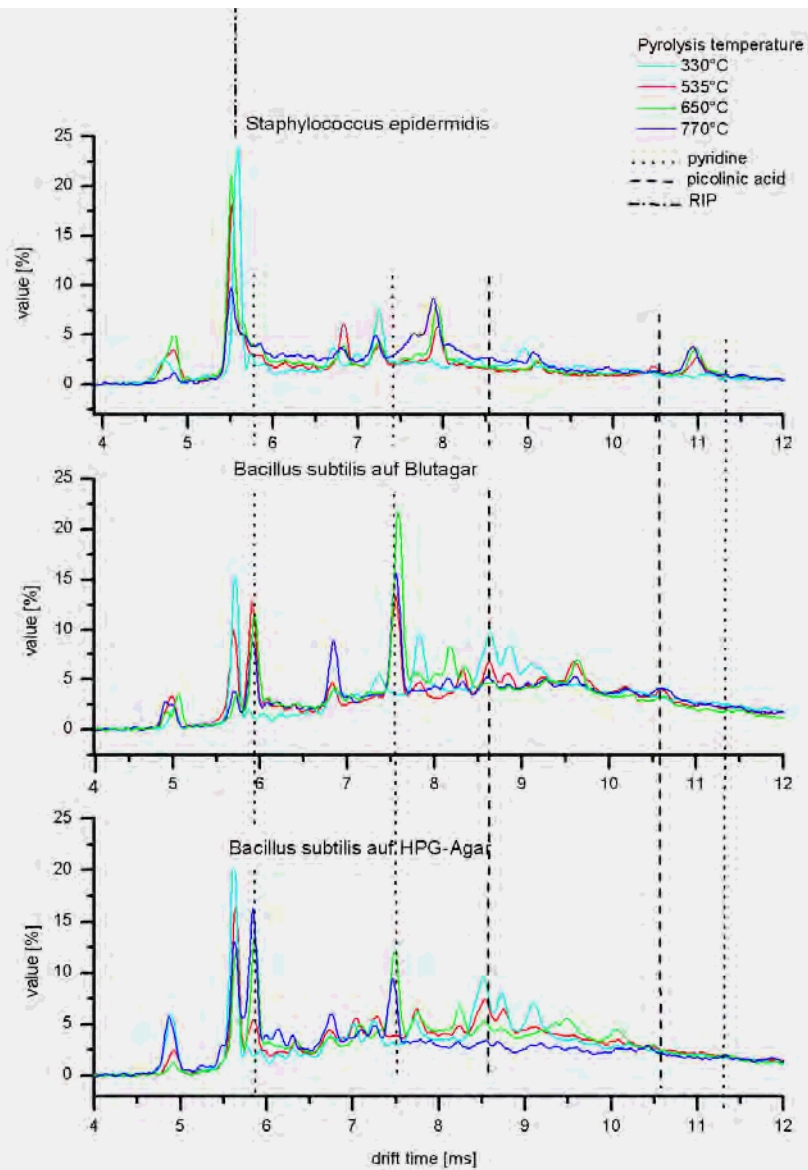 Pyrolysis temperature
330°C
535°C
650°C
770°C
pyridine
picolinic acid
RIP
Staphylococcus epidermidis
25
20
15
10
5
0
value [%]
4 5 6 7 8 9 10 11 12
Bacillus subtilis auf Blutagar
25
20
15
10
5
0
value [%]
4 5 6 7 8 9 10 11 12
Bacillus subtilis auf HPG-Agar
25
20
15
10
5
0
value [%]
4 5 6 7 8 9 10 11 12
drift time [ms]